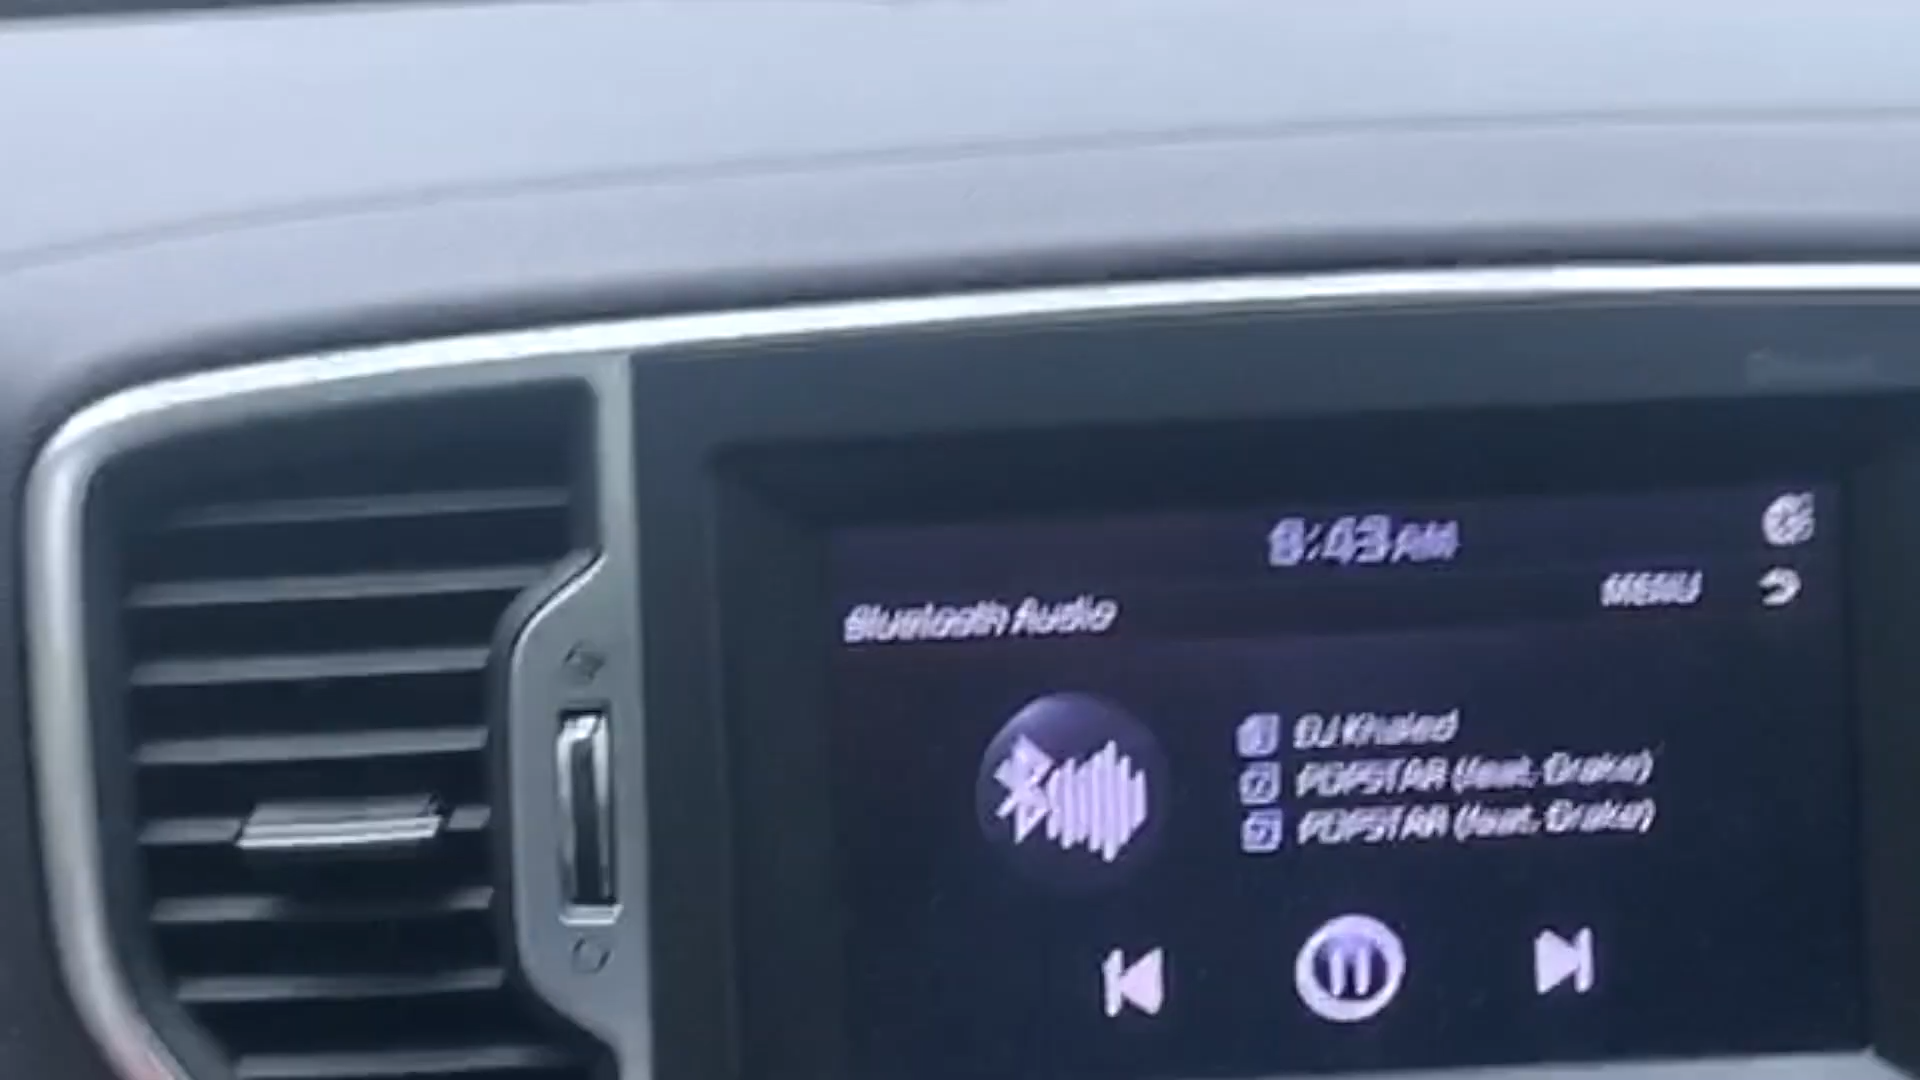 8:43 AM
MENU
Bluetooth Audio
DJ Khaled
POPSTAR (feat. Drake)
POPSTAR (feat. Drake)